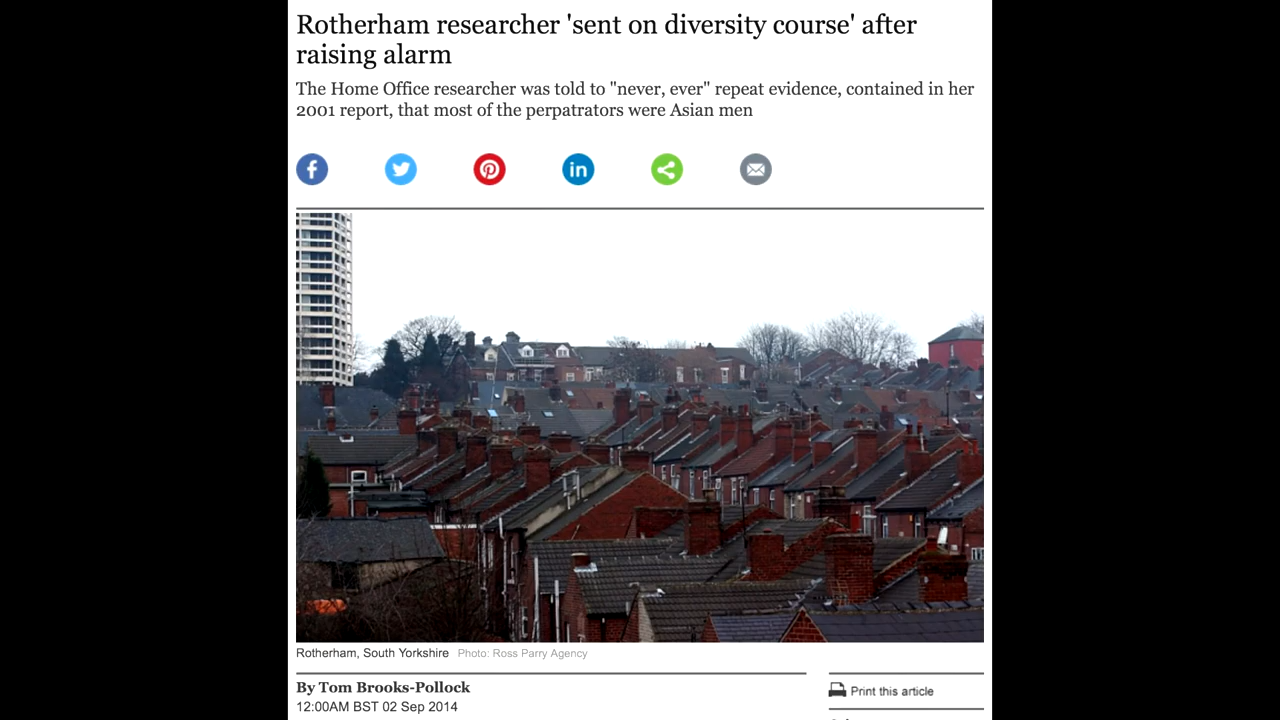 Rotherham researcher 'sent on diversity course' after
raising alarm
The Home Office researcher was told to "never, ever" repeat evidence, contained in her
2001 report, that most of the perpatrators were Asian men
Rotherham, South Yorkshire Photo: Ross Parry Agency
By Tom Brooks-Pollock
12:00AM BST 02 Sep 2014
Print this article